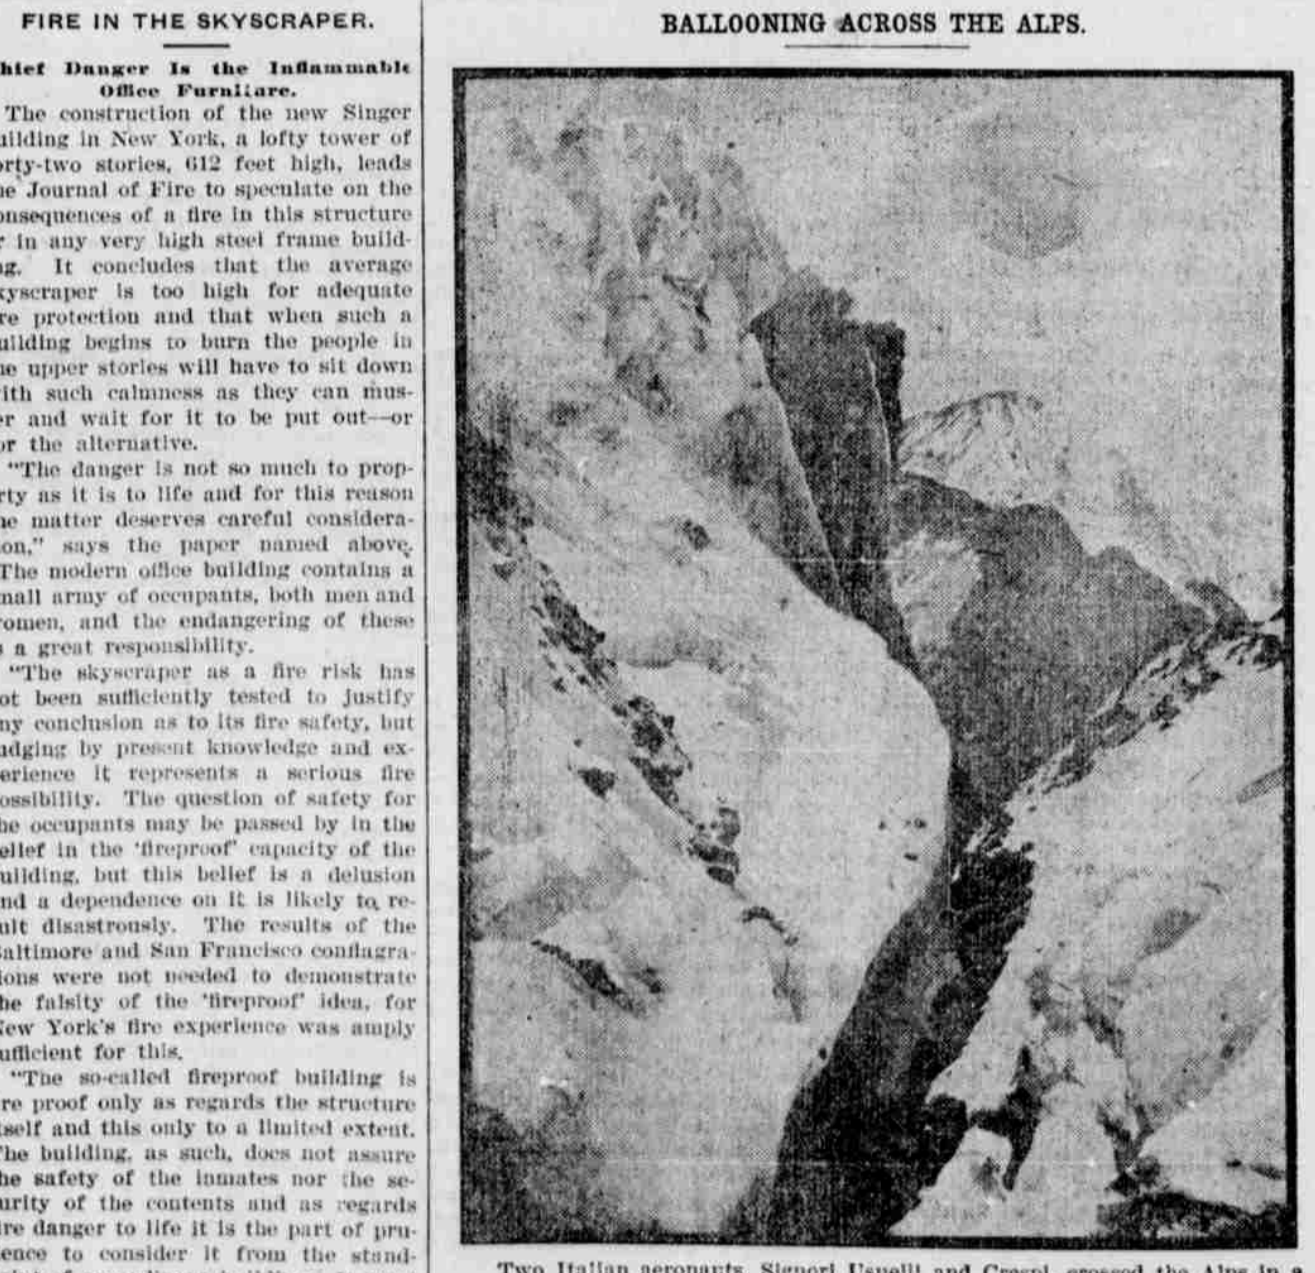 FIRE IN THE SKYSCRAPER.
hief Danger Is the Inflammable
Office Furniture.
The construction of the new Singer
uilding in New York, a lofty tower of
orty-two stories, 612 feet high, leads
he Journal of Fire to speculate on the
onsequences of a fire in this structure
r in any very high steel frame build-
ng. It concludes that the average
kyscraper is too high for adequate
ire protection and that when such a
uilding begins to burn the people in
he upper stories will have to sit down
ith such calmness as they can mus-
er and wait for it to be put out—or
or the alternative.
"The danger is not so much to prop-
rty as it is to life and for this reason
he matter deserves careful considera-
ion," says the paper named above.
The modern office building contains a
mall army of occupants, both men and
omen, and the endangering of these
s a great responsibility.
"The skyscraper as a fire risk has
ot been sufficiently tested to justify
ny conclusion as to its fire safety, but
udging by present knowledge and ex-
erience it represents a serious fire
ossibility. The question of safety for
he occupants may be passed by in the
elief in the 'fireproof' capacity of the
uilding, but this belief is a delusion
nd a dependence on it is likely to re-
ult disastrously. The results of the
altimore and San Francisco conflagra-
ions were not needed to demonstrate
he falsity of the 'fireproof' idea, for
ew York's fire experience was amply
ufficient for this.
"The so-called fireproof building is
ire proof only as regards the structure
tself and this only to a limited extent.
he building, as such, does not assure
he safety of the inmates nor the se-
urity of the contents and as regards
ire danger to life it is the part of pru-
ence to consider it from the stand-
BALLOONING ACROSS THE ALPS.
Two Italian aeronauts, Signori Usuelli and Crespi, crossed the Alps in a